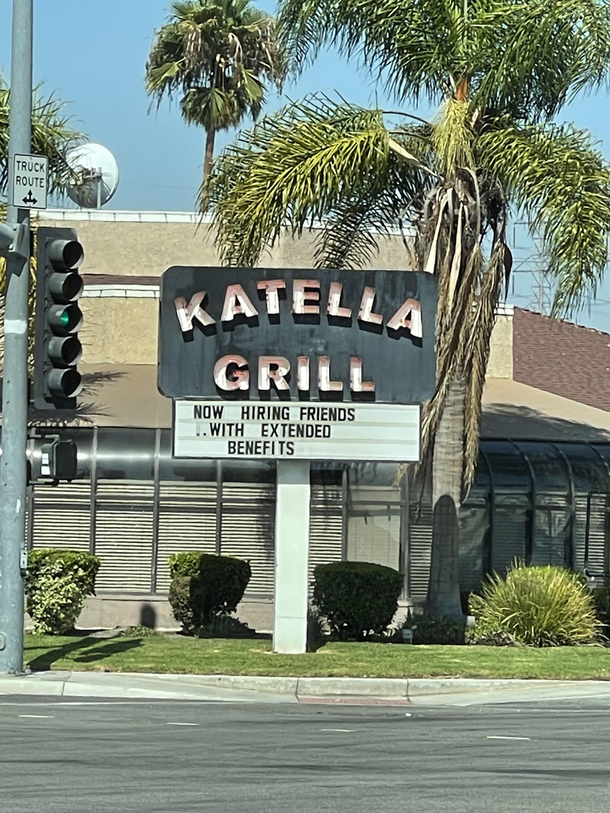 TRUCK
ROUTE
KATELLA
GRILL
NOW HIRING FRIENDS
..WITH EXTENDED
BENEFITS